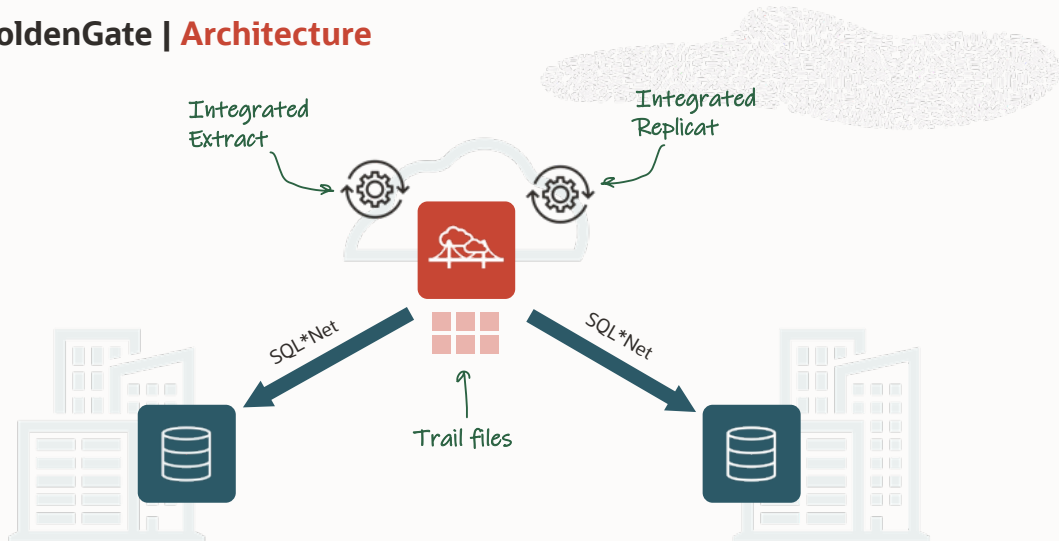 oldenGate | Architecture
Integrated
Extract
Integrated
Replicat
SQL*Net
SQL*Net
Trail files